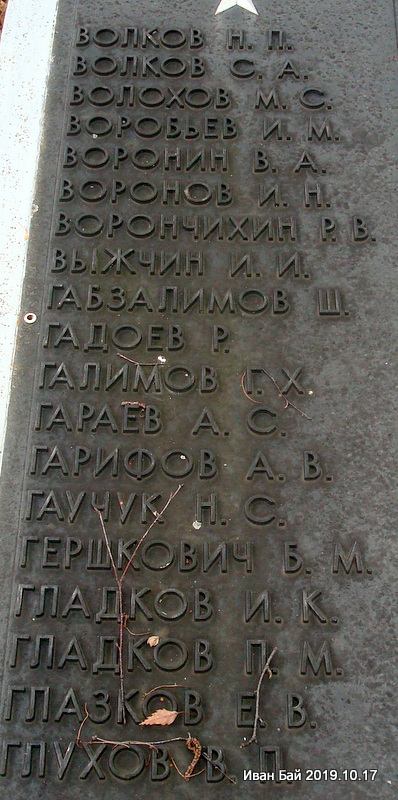 ВОЛКОВ Н. П.
ВОЛКОВ С. А.
ВОЛОХОВ М. С.
ВОРОБЬЕВ И. М.
ВОРОНИН В. А.
ВОРОНОВ И. Н.
ВОРОНЧИХИН Р. В.
ВЫЖЧИН И. И.
ГАБЗАЛИМОВ Ш.
ГАДОЕВ Р.
ГАЛИМОВ Г. Х.
ГАРАЕВ А. С.
ГАРИФОВ А. В.
ГАУЧУК Н. С.
ГЕРШКОВИЧ Б. М.
ГЛАДКОВ И. К.
ГЛАДКОВ П. М.
ГЛАЗКОВ Е. В.
ГЛУХОВ В. П.
Иван Бай 2019.10.17